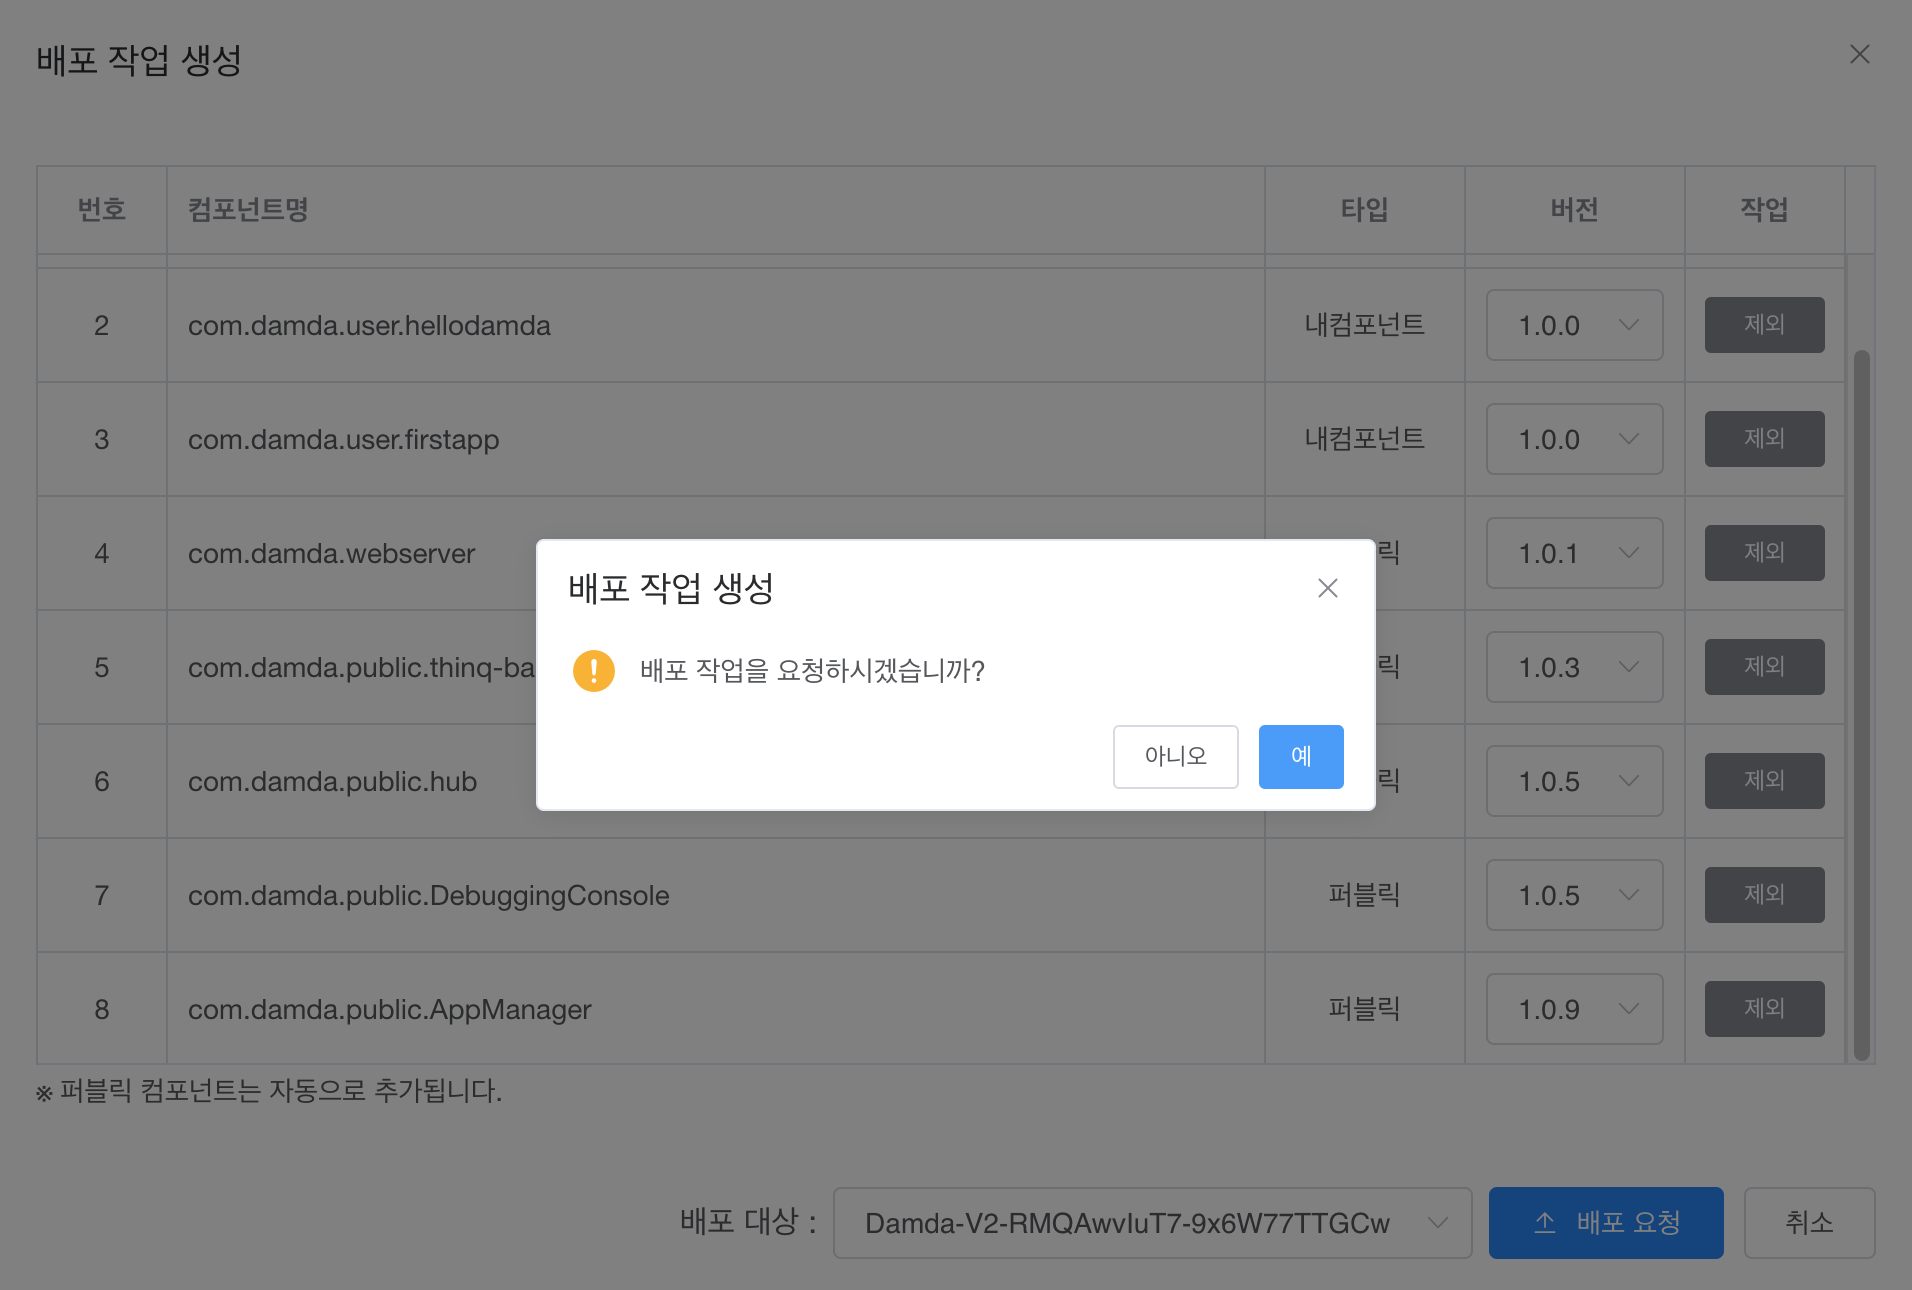 배포 작업 생성
번호 컴포넌트명 타입 버전 작업
2 com.damda.user.hellodamda 내컴포넌트 1.0.0 제외
3 com.damda.user.firstapp 내컴포넌트 1.0.0 제외
4 com.damda.webserver 릭 1.0.1 제외
5 com.damda.public.thinq-ba 릭 1.0.3 제외
6 com.damda.public.hub 릭 1.0.5 제외
7 com.damda.public.DebuggingConsole 퍼블릭 1.0.5 제외
8 com.damda.public.AppManager 퍼블릭 1.0.9 제외
※ 퍼블릭 컴포넌트는 자동으로 추가됩니다.
배포 대상 : Damda-V2-RMQAwvIuT7-9x6W77TTGCw 배포 요청 취소
배포 작업 생성
배포 작업을 요청하시겠습니까?
아니오 예